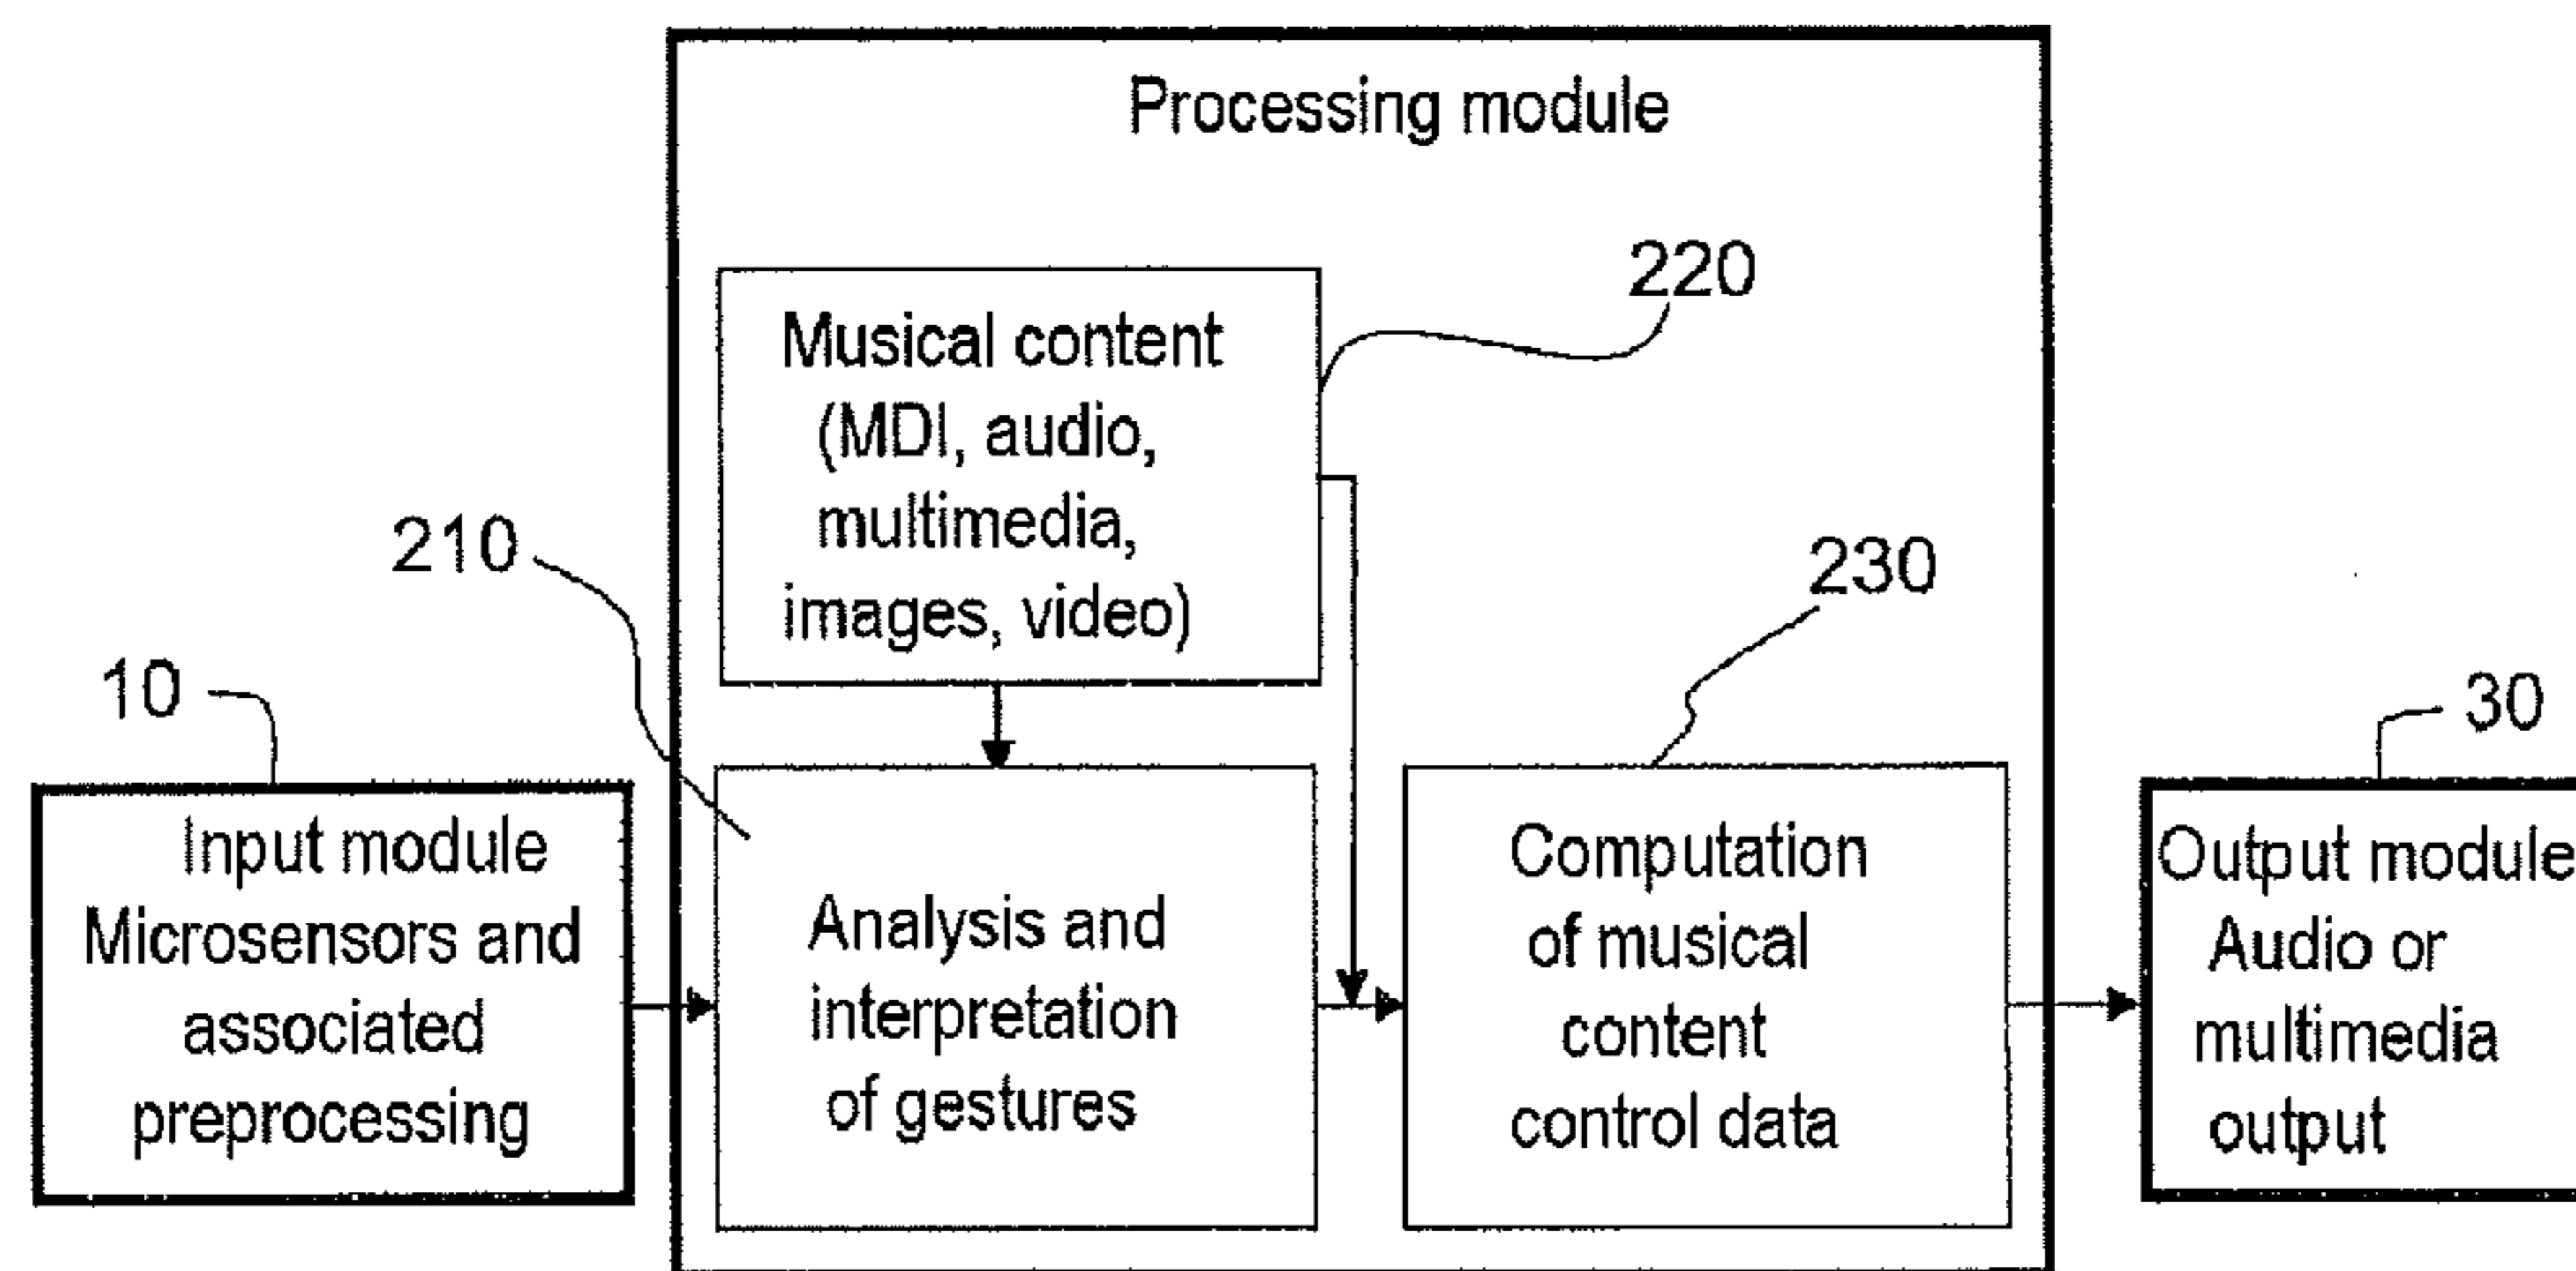 Processing module
220
Musical content
(MDI, audio,
multimedia,
images, video)
210
230
10
30
Input module
Microsensors and
associated
preprocessing
Analysis and
interpretation
of gestures
Computation
of musical
content
control data
Output module
Audio or
multimedia
output